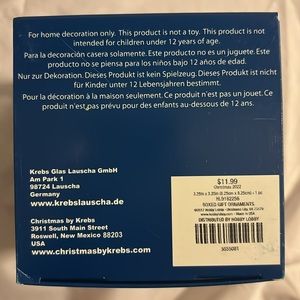 For home decoration only. This product is not a toy. This product is not
intended for children under 12 years of age.
Para la decoración casera solamente. Este producto no es un juguete. Este
producto no se piensa para los niños bajo 12 años de edad.
Nur zur Dekoration. Dieses Produkt ist kein Spielzeug. Dieses Produkt ist nicht
für Kinder unter 12 Lebensjahren bestimmt.
Pour la décoration à la maison seulement. Ce produit n'est pas un jouet. Ce
produit n'est pas prévu pour des enfants au-dessous de 12 ans.
Krebs Glas Lauscha GmbH
Am Park 1
98724 Lauscha
Germany
www.krebslauscha.de
Christmas by Krebs
3911 South Main Street
Roswell, New Mexico 88203
USA
www.christmasbykrebs.com
$11.99
Christmas 2022
BOXED GIFT ORNAMENTS
DISTRIBUTED BY HOBBY LOBBY